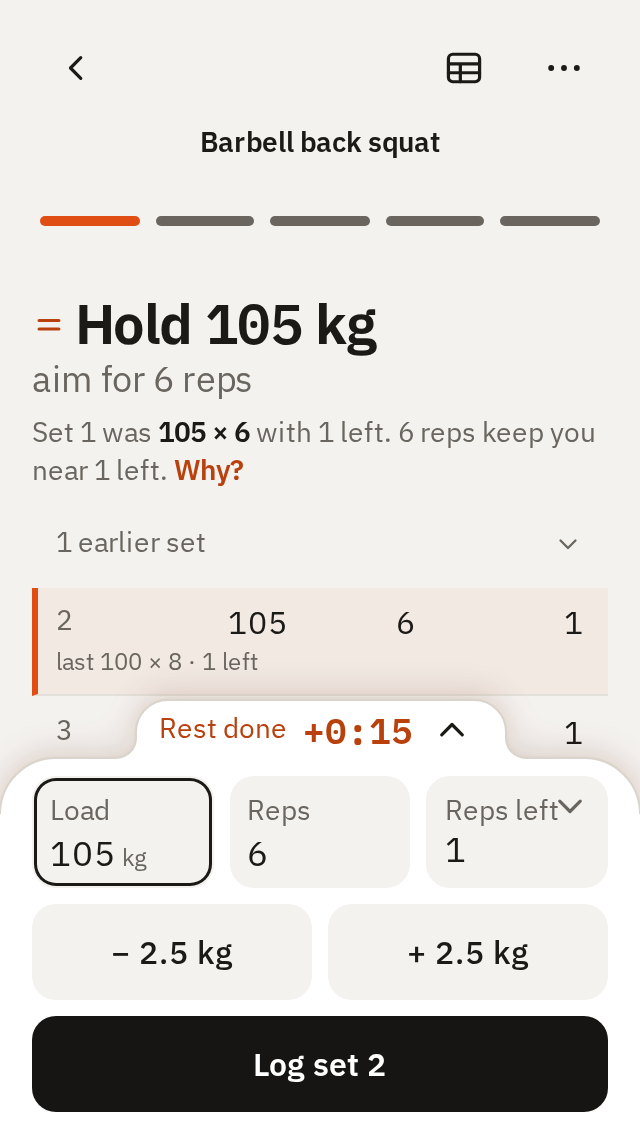 Barbell back squat
= Hold 105 kg
aim for 6 reps
Set 1 was 105 × 6 with 1 left. 6 reps keep you
near 1 left. Why?
1 earlier set
2 105 6 1
last 100 × 8 · 1 left
3 1
Rest done +0:15
Load Reps Reps left
105 kg 6 1
− 2.5 kg + 2.5 kg
Log set 2